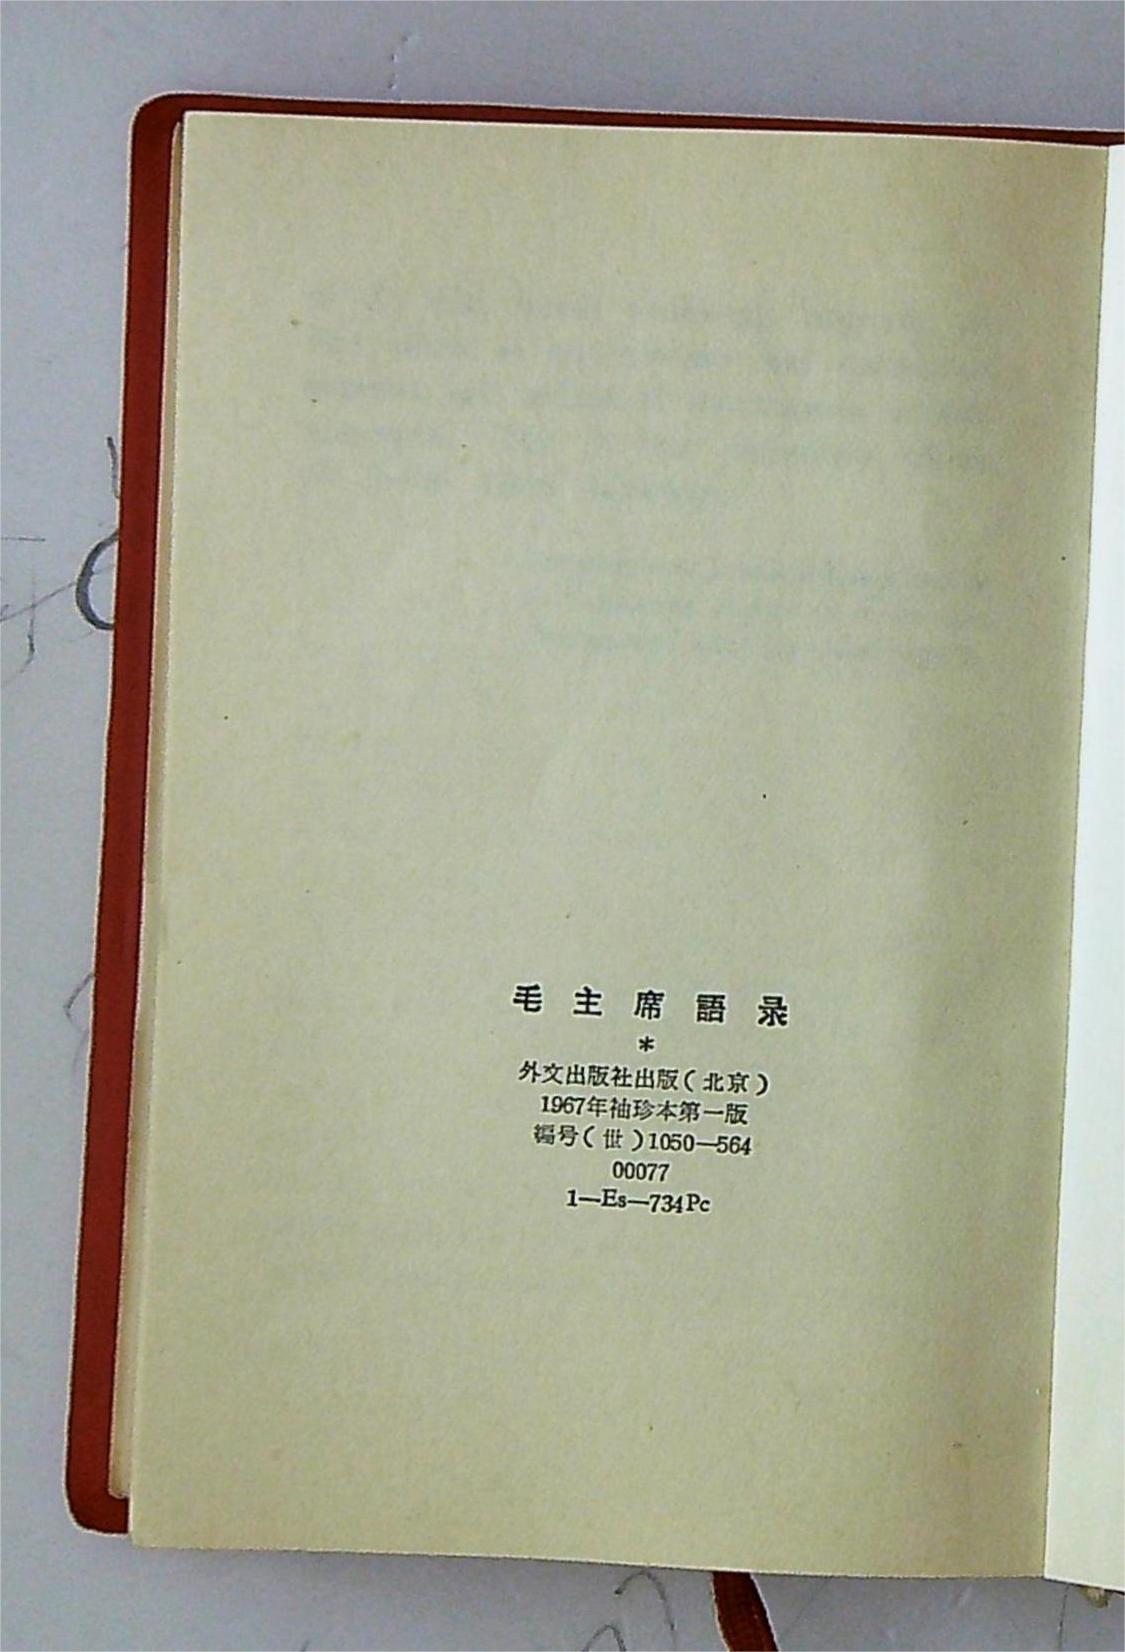 毛主席語录
*
外文出版社出版(北京)
1967年袖珍本第一版
編号(世)1050—564
00077
1—Es—734Pc